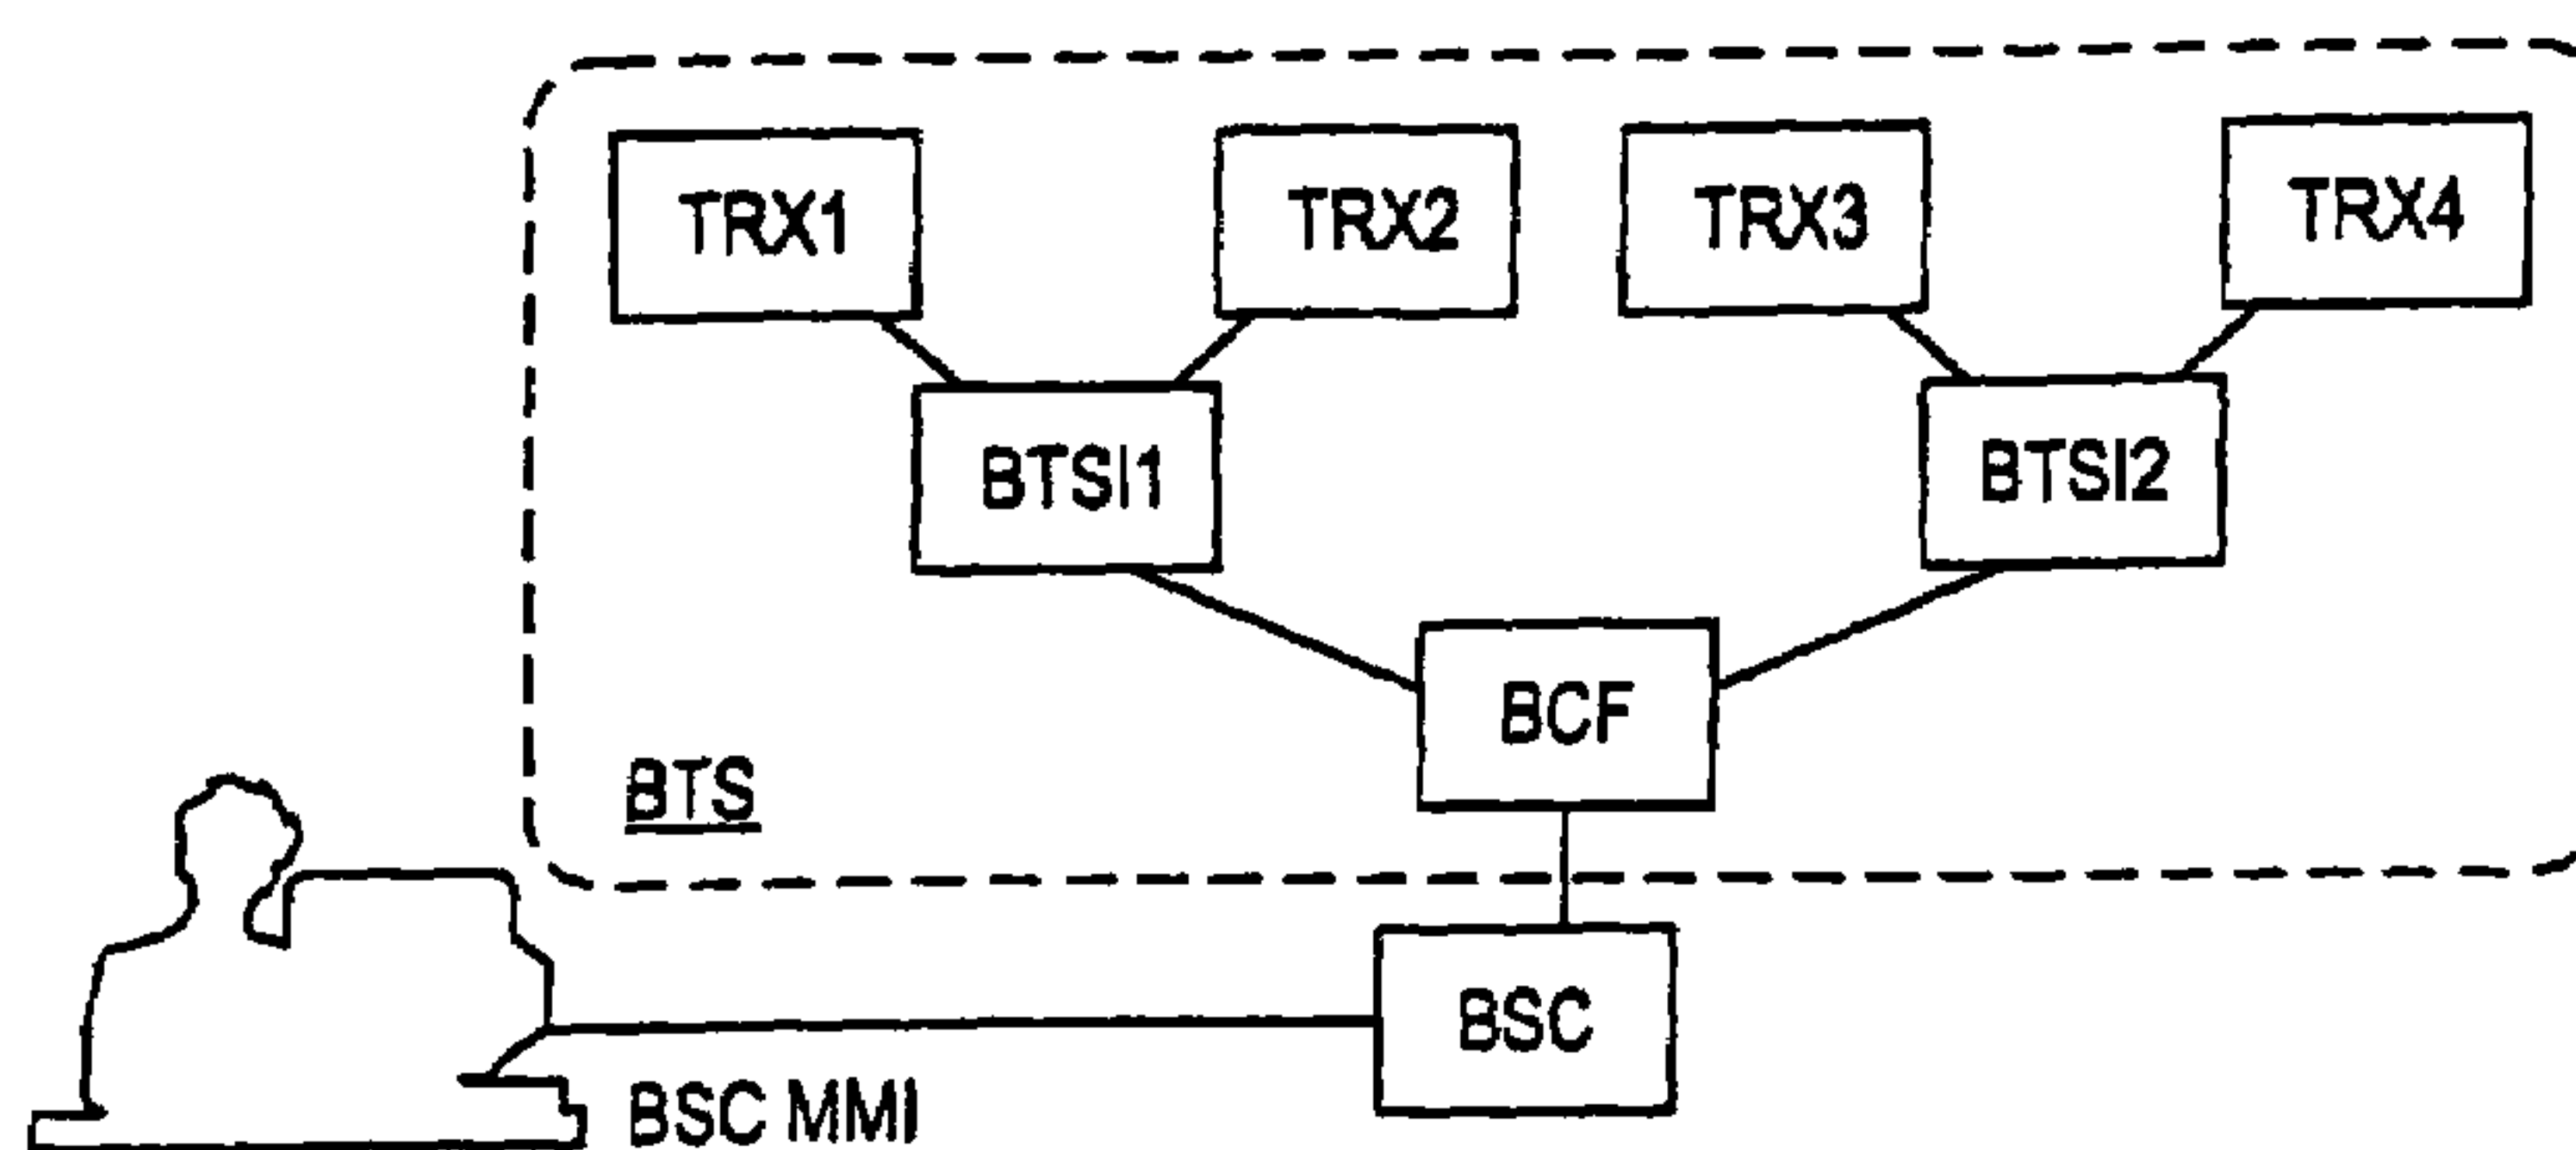 TRX1 TRX2 TRX3 TRX4
BTSI1 BTSI2
BCF
BTS
BSC
BSC MMI